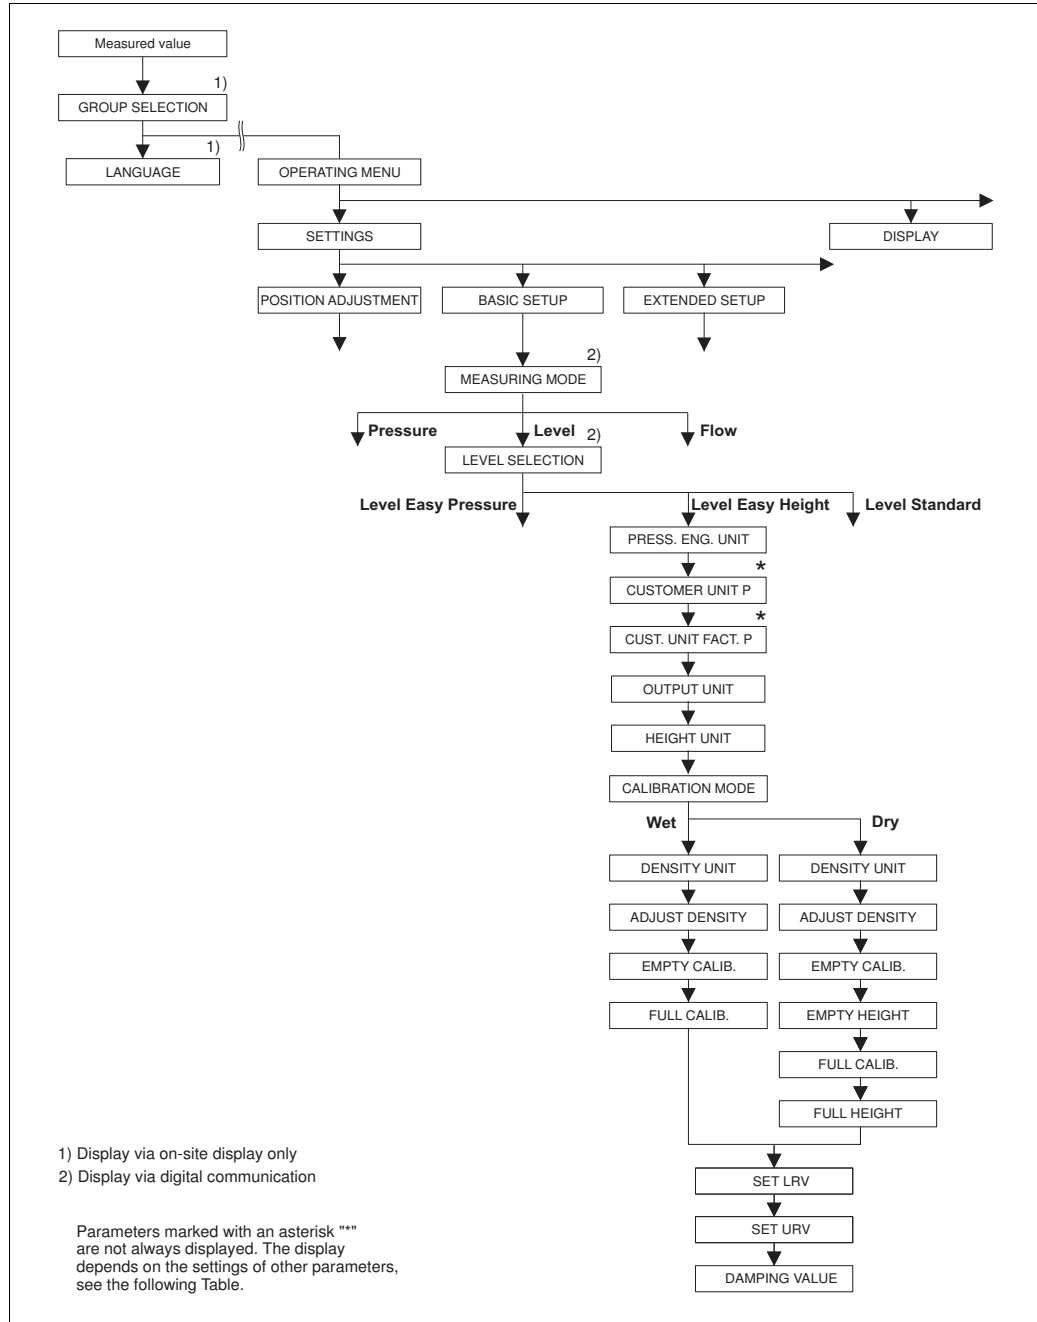 Measured value
1)
GROUP SELECTION
1)
LANGUAGE
OPERATING MENU
SETTINGS
DISPLAY
POSITION ADJUSTMENT
BASIC SETUP
EXTENDED SETUP
2)
MEASURING MODE
Pressure
Level
2)
Flow
LEVEL SELECTION
Level Easy Pressure
Level Easy Height
Level Standard
PRESS. ENG. UNIT
*
CUSTOMER UNIT P
*
CUST. UNIT FACT. P
OUTPUT UNIT
HEIGHT UNIT
CALIBRATION MODE
Wet
Dry
DENSITY UNIT
DENSITY UNIT
ADJUST DENSITY
ADJUST DENSITY
EMPTY CALIB.
EMPTY CALIB.
FULL CALIB.
EMPTY HEIGHT
FULL CALIB.
FULL HEIGHT
SET LRV
SET URV
DAMPING VALUE
1) Display via on-site display only
2) Display via digital communication
Parameters marked with an asterisk "*"
are not always displayed. The display
depends on the settings of other parameters,
see the following Table.